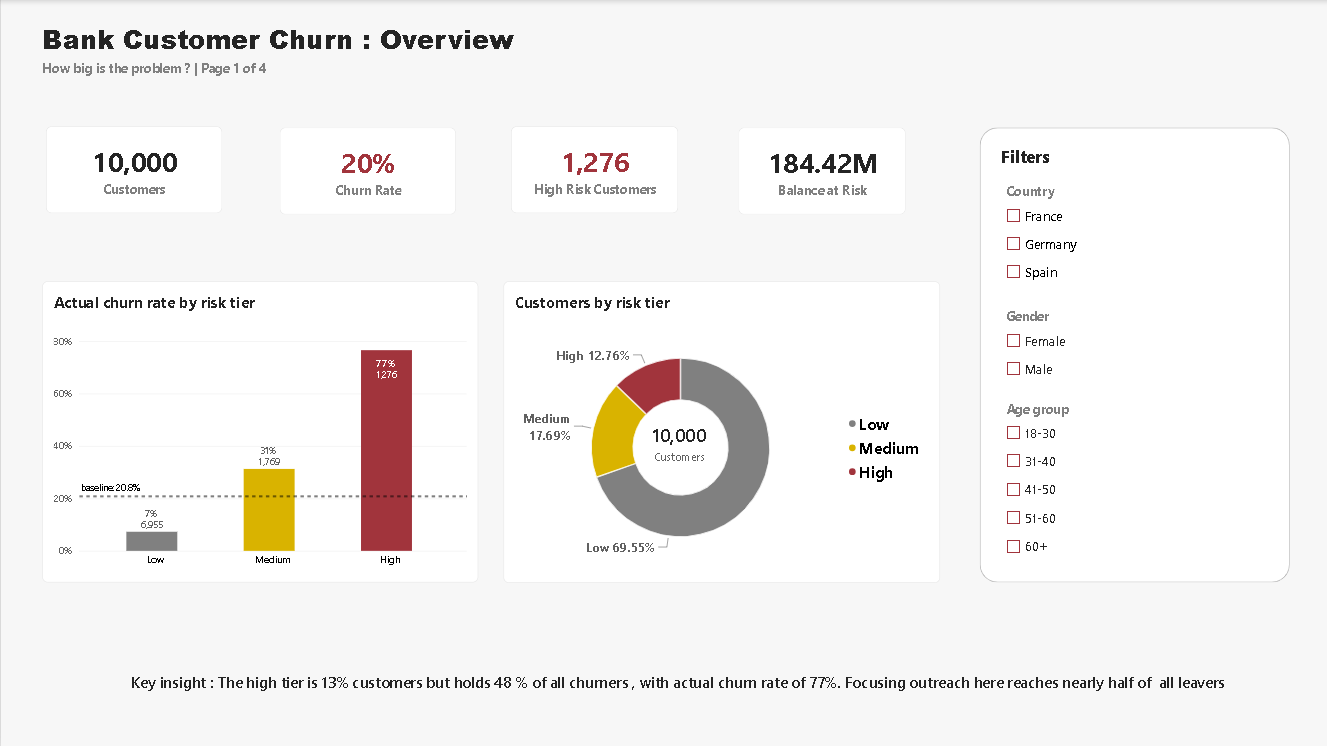 Bank Customer Churn : Overview
How big is the problem ? | Page 1 of 4
10,000
Customers
20%
Churn Rate
1,276
High Risk Customers
184.42M
Balance at Risk
Filters
Country
France
Germany
Spain
Gender
Female
Male
Age group
18-30
31-40
41-50
51-60
60+
Actual churn rate by risk tier
80%
60%
40%
20%
0%
baseline: 20.8%
7%
6,955
31%
1,769
77%
1276
Low
Medium
High
Customers by risk tier
High 12.76%
Medium
17.69%
Low 69.55%
10,000
Customers
Low
Medium
High
Key insight : The high tier is 13% customers but holds 48 % of all churners , with actual churn rate of 77%. Focusing outreach here reaches nearly half of all leavers